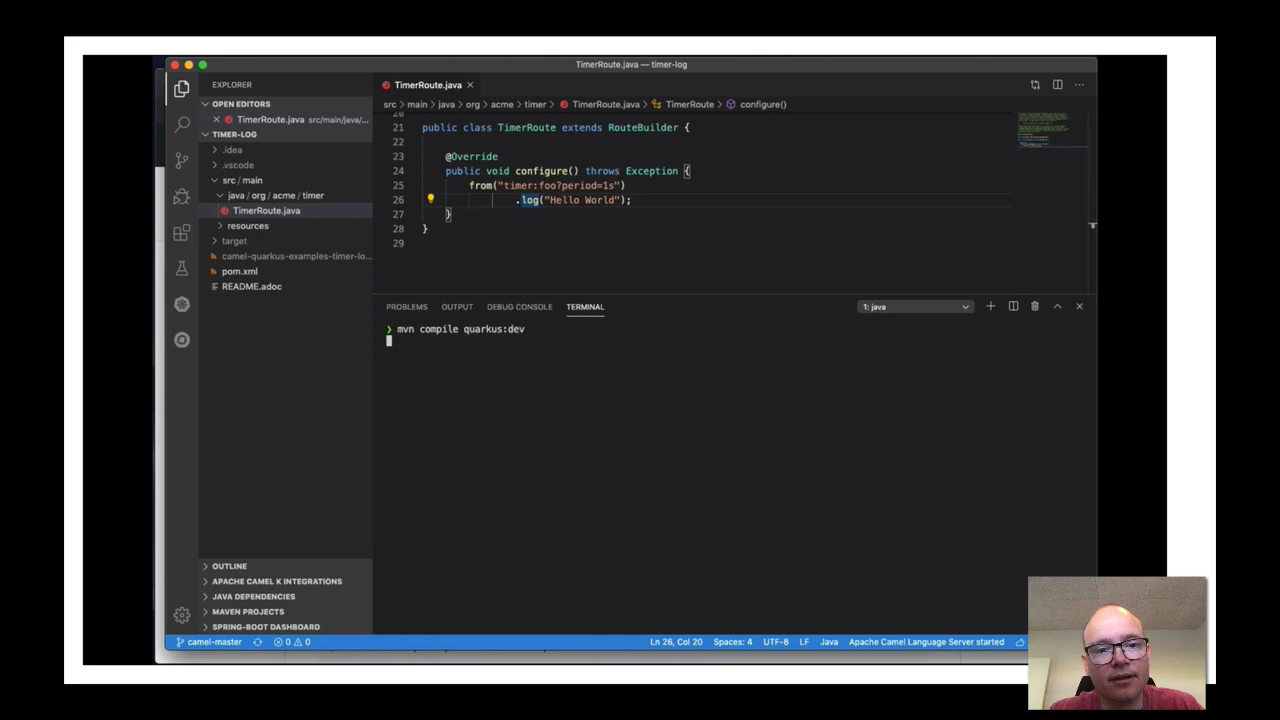 TimerRoute.java — timer-log
EXPLORER
OPEN EDITORS
TimerRoute.java src/main/java/...
TIMER-LOG
.idea
.vscode
src / main
java / org / acme / timer
TimerRoute.java
resources
target
camel-quarkus-examples-timer-lo...
pom.xml
README.adoc
OUTLINE
APACHE CAMEL K INTEGRATIONS
JAVA DEPENDENCIES
MAVEN PROJECTS
SPRING-BOOT DASHBOARD
TimerRoute.java
src > main > java > org > acme > timer > TimerRoute.java > TimerRoute > configure()
20
21 public class TimerRoute extends RouteBuilder {
22
23 @Override
24 public void configure() throws Exception {
25 from("timer:foo?period=1s")
26 .log("Hello World");
27 }
28 }
29
PROBLEMS OUTPUT DEBUG CONSOLE TERMINAL 1: java
❯ mvn compile quarkus:dev
camel-master 0 0 Ln 26, Col 20 Spaces: 4 UTF-8 LF Java Apache Camel Language Server started